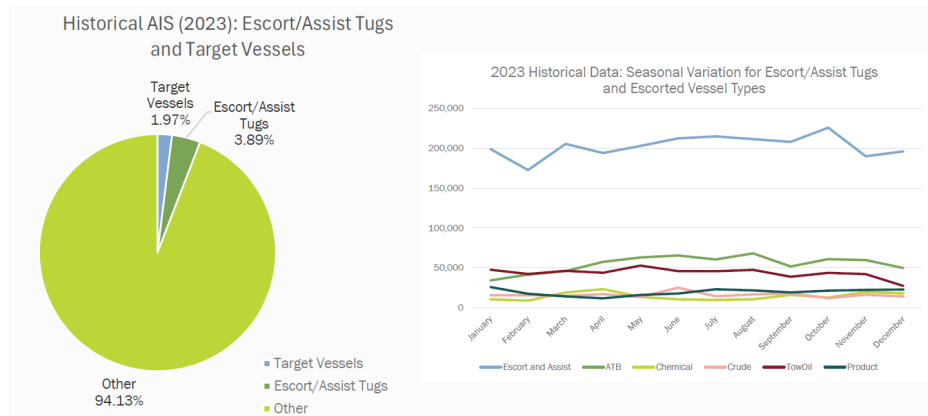 Historical AIS (2023): Escort/Assist Tugs
and Target Vessels
Target
Vessels
1.97%
Escort/Assist
Tugs
3.89%
Other
94.13%
Target Vessels
Escort/Assist Tugs
Other
2023 Historical Data: Seasonal Variation for Escort/Assist Tugs
and Escorted Vessel Types
250,000
200,000
150,000
100,000
50,000
0
January
February
March
April
May
June
July
August
September
October
November
December
Escort and Assist
ATB
Chemical
Crude
TowOil
Product